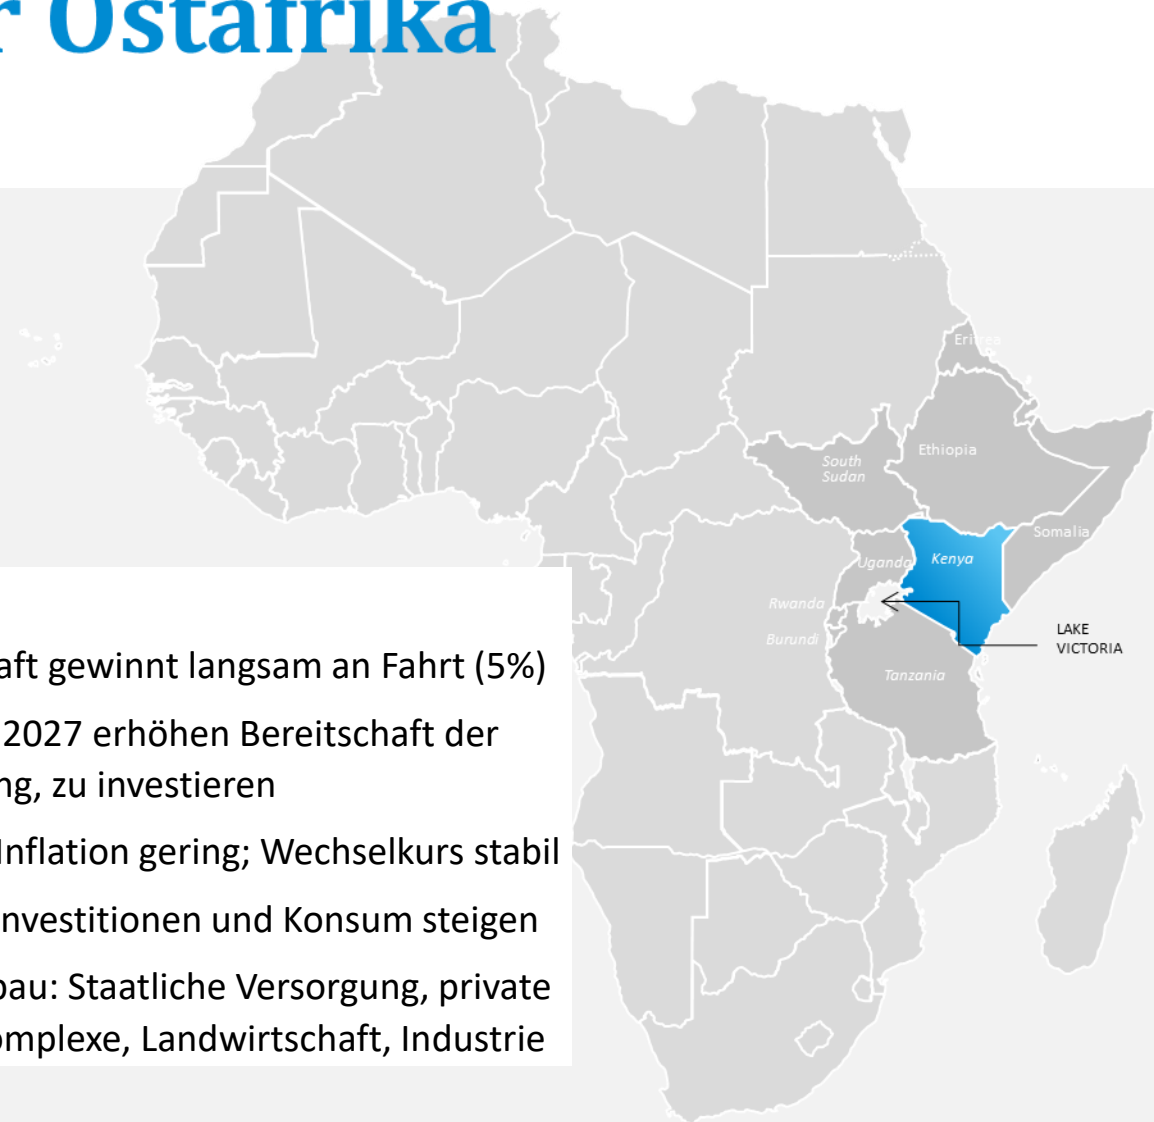 r Ostafrika
Eritrea
Ethiopia
South
Sudan
Somalia
Uganda
Kenya
Rwanda
Burundi
LAKE
VICTORIA
Tanzania
aft gewinnt langsam an Fahrt (5%)
2027 erhöhen Bereitschaft der
ng, zu investieren
Inflation gering; Wechselkurs stabil
nvestitionen und Konsum steigen
bau: Staatliche Versorgung, private
omplexe, Landwirtschaft, Industrie